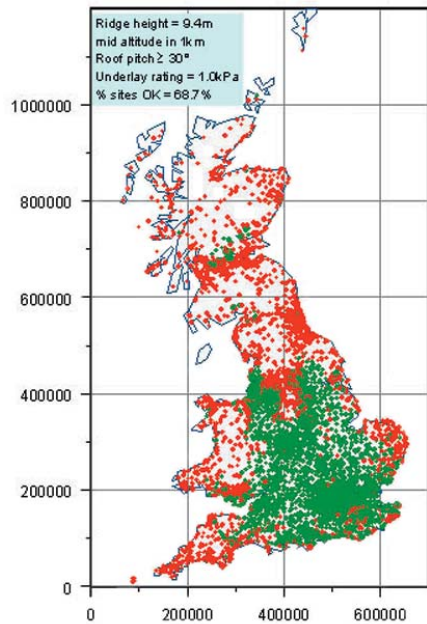 Ridge height = 9.4m
mid altitude in 1km
Roof pitch ≥ 30°
Underlay rating = 1.0kPa
% sites OK = 68.7%
1000000
800000
600000
400000
200000
0
0 200000 400000 600000